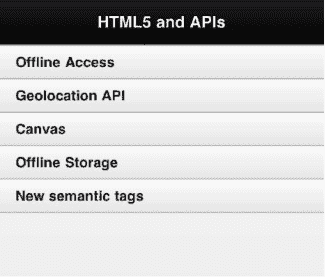 HTML5 and APIs
Offline Access
Geolocation API
Canvas
Offline Storage
New semantic tags